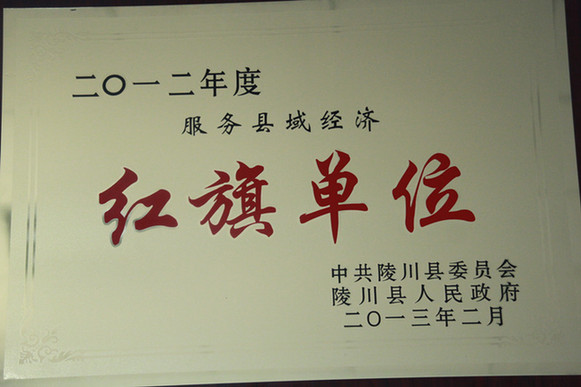 二〇一二年度
服务县域经济
红旗单位
中共陵川县委员会
陵川县人民政府
二〇一三年二月